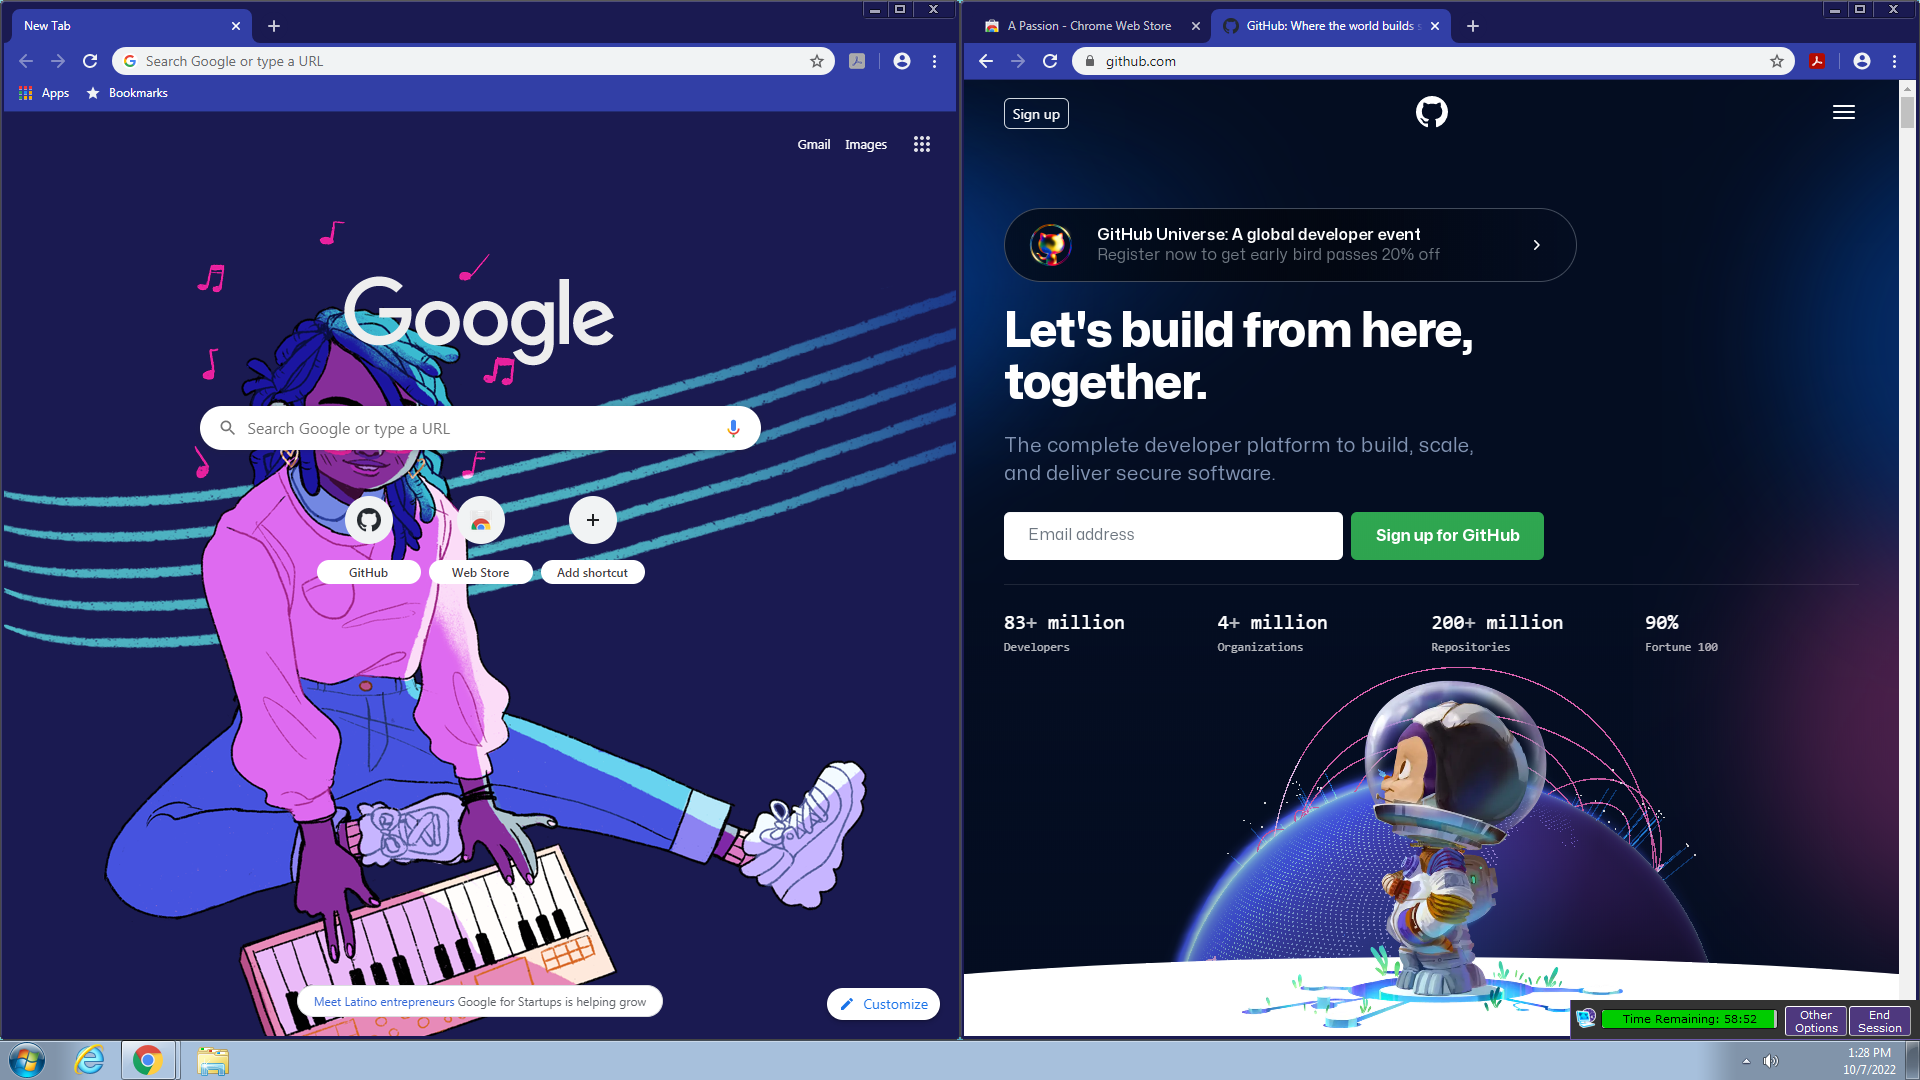 New Tab
Search Google or type a URL
Apps
Bookmarks
Gmail
Images
Google
Search Google or type a URL
GitHub
Web Store
Add shortcut
Meet Latino entrepreneurs Google for Startups is helping grow
Customize
A Passion - Chrome Web Store
GitHub: Where the world builds s
github.com
Sign up
GitHub Universe: A global developer event
Register now to get early bird passes 20% off
Let's build from here,
together.
The complete developer platform to build, scale,
and deliver secure software.
Email address
Sign up for GitHub
83+ million
Developers
4+ million
Organizations
200+ million
Repositories
90%
Fortune 100
Time Remaining: 58:52
Other
Options
End
Session
1:28 PM
10/7/2022